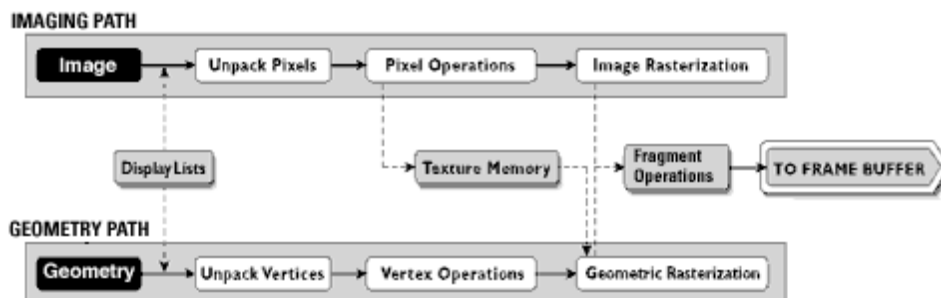 IMAGING PATH
Image
Unpack Pixels
Pixel Operations
Image Rasterization
Display Lists
Texture Memory
Fragment
Operations
TO FRAME BUFFER
GEOMETRY PATH
Geometry
Unpack Vertices
Vertex Operations
Geometric Rasterization